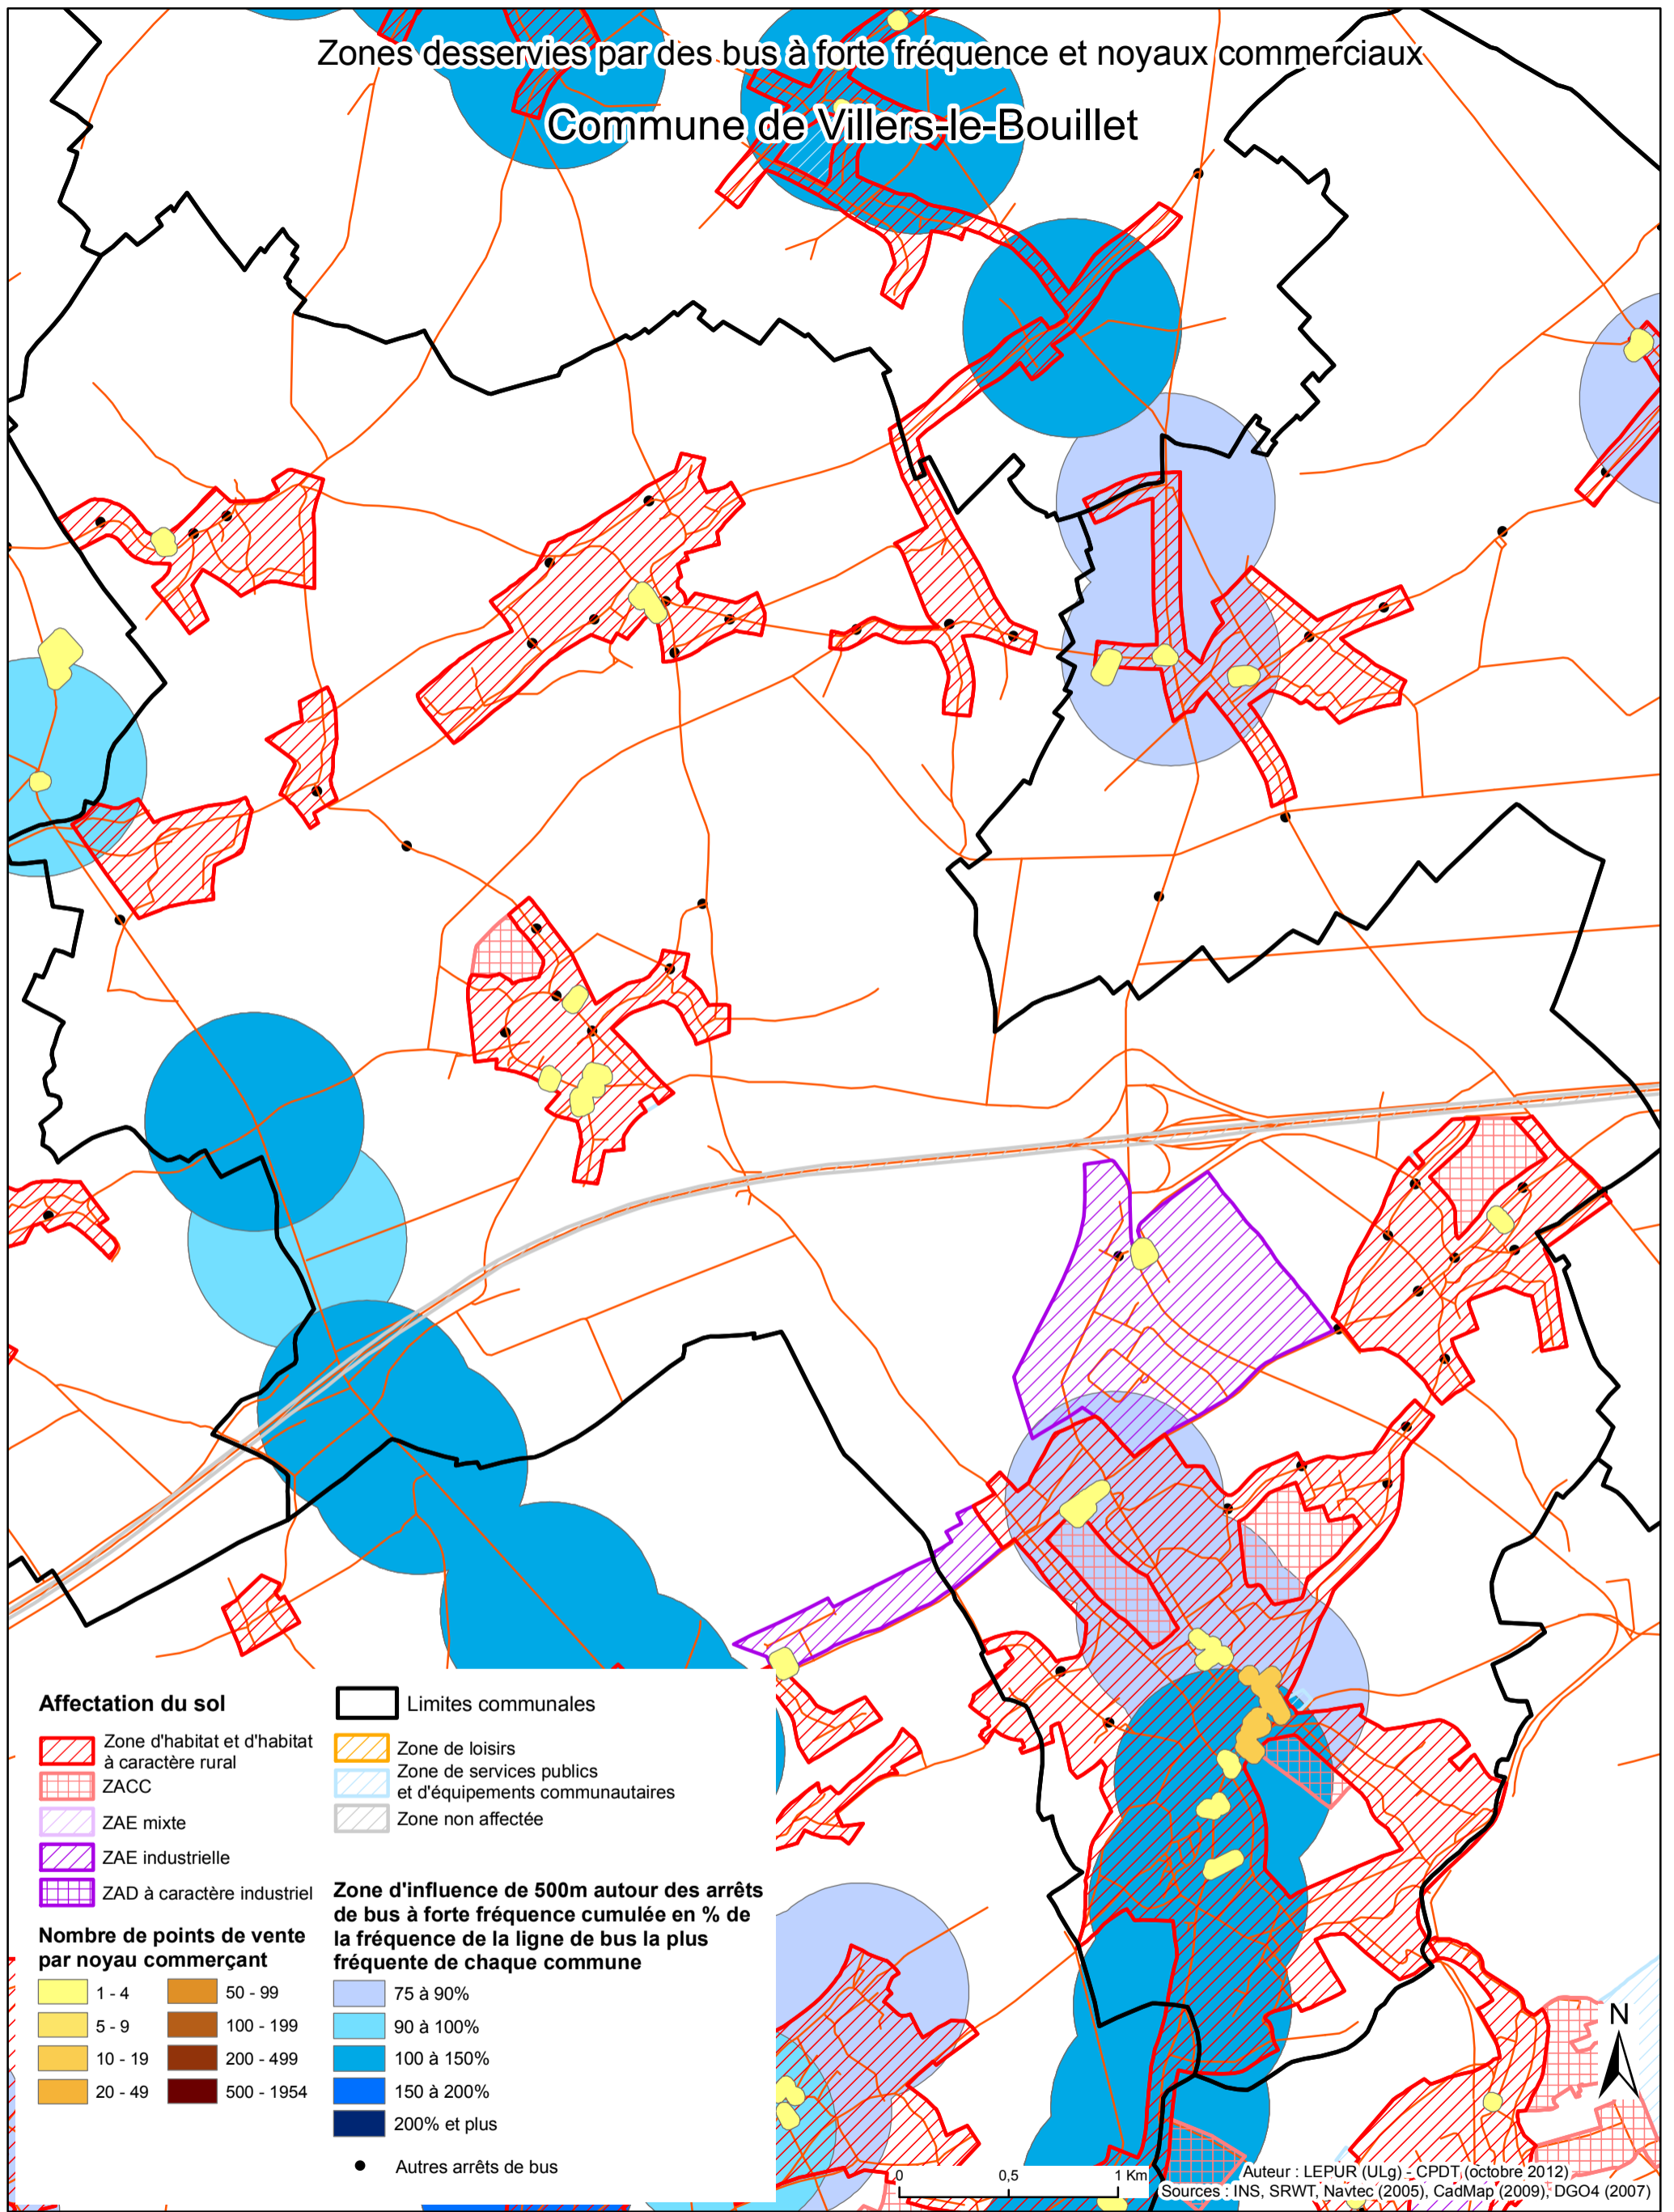 Zones desservies par des bus à forte fréquence et noyaux commerciaux
Commune de Villers-le-Bouillet
Affectation du sol
Zone d'habitat et d'habitat
à caractère rural
ZACC
ZAE mixte
ZAE industrielle
ZAD à caractère industriel
Limites communales
Zone de loisirs
Zone de services publics
et d'équipements communautaires
Zone non affectée
Nombre de points de vente
par noyau commerçant
1 - 4
5 - 9
10 - 19
20 - 49
50 - 99
100 - 199
200 - 499
500 - 1954
Zone d'influence de 500m autour des arrêts
de bus à forte fréquence cumulée en % de
la fréquence de la ligne de bus la plus
fréquente de chaque commune
75 à 90%
90 à 100%
100 à 150%
150 à 200%
200% et plus
Autres arrêts de bus
N
0 0,5 1 Km
Auteur : LEPUR (ULg) - CPDT (octobre 2012)
Sources : INS, SRWT, Navtec (2005), CadMap (2009), DGO4 (2007)